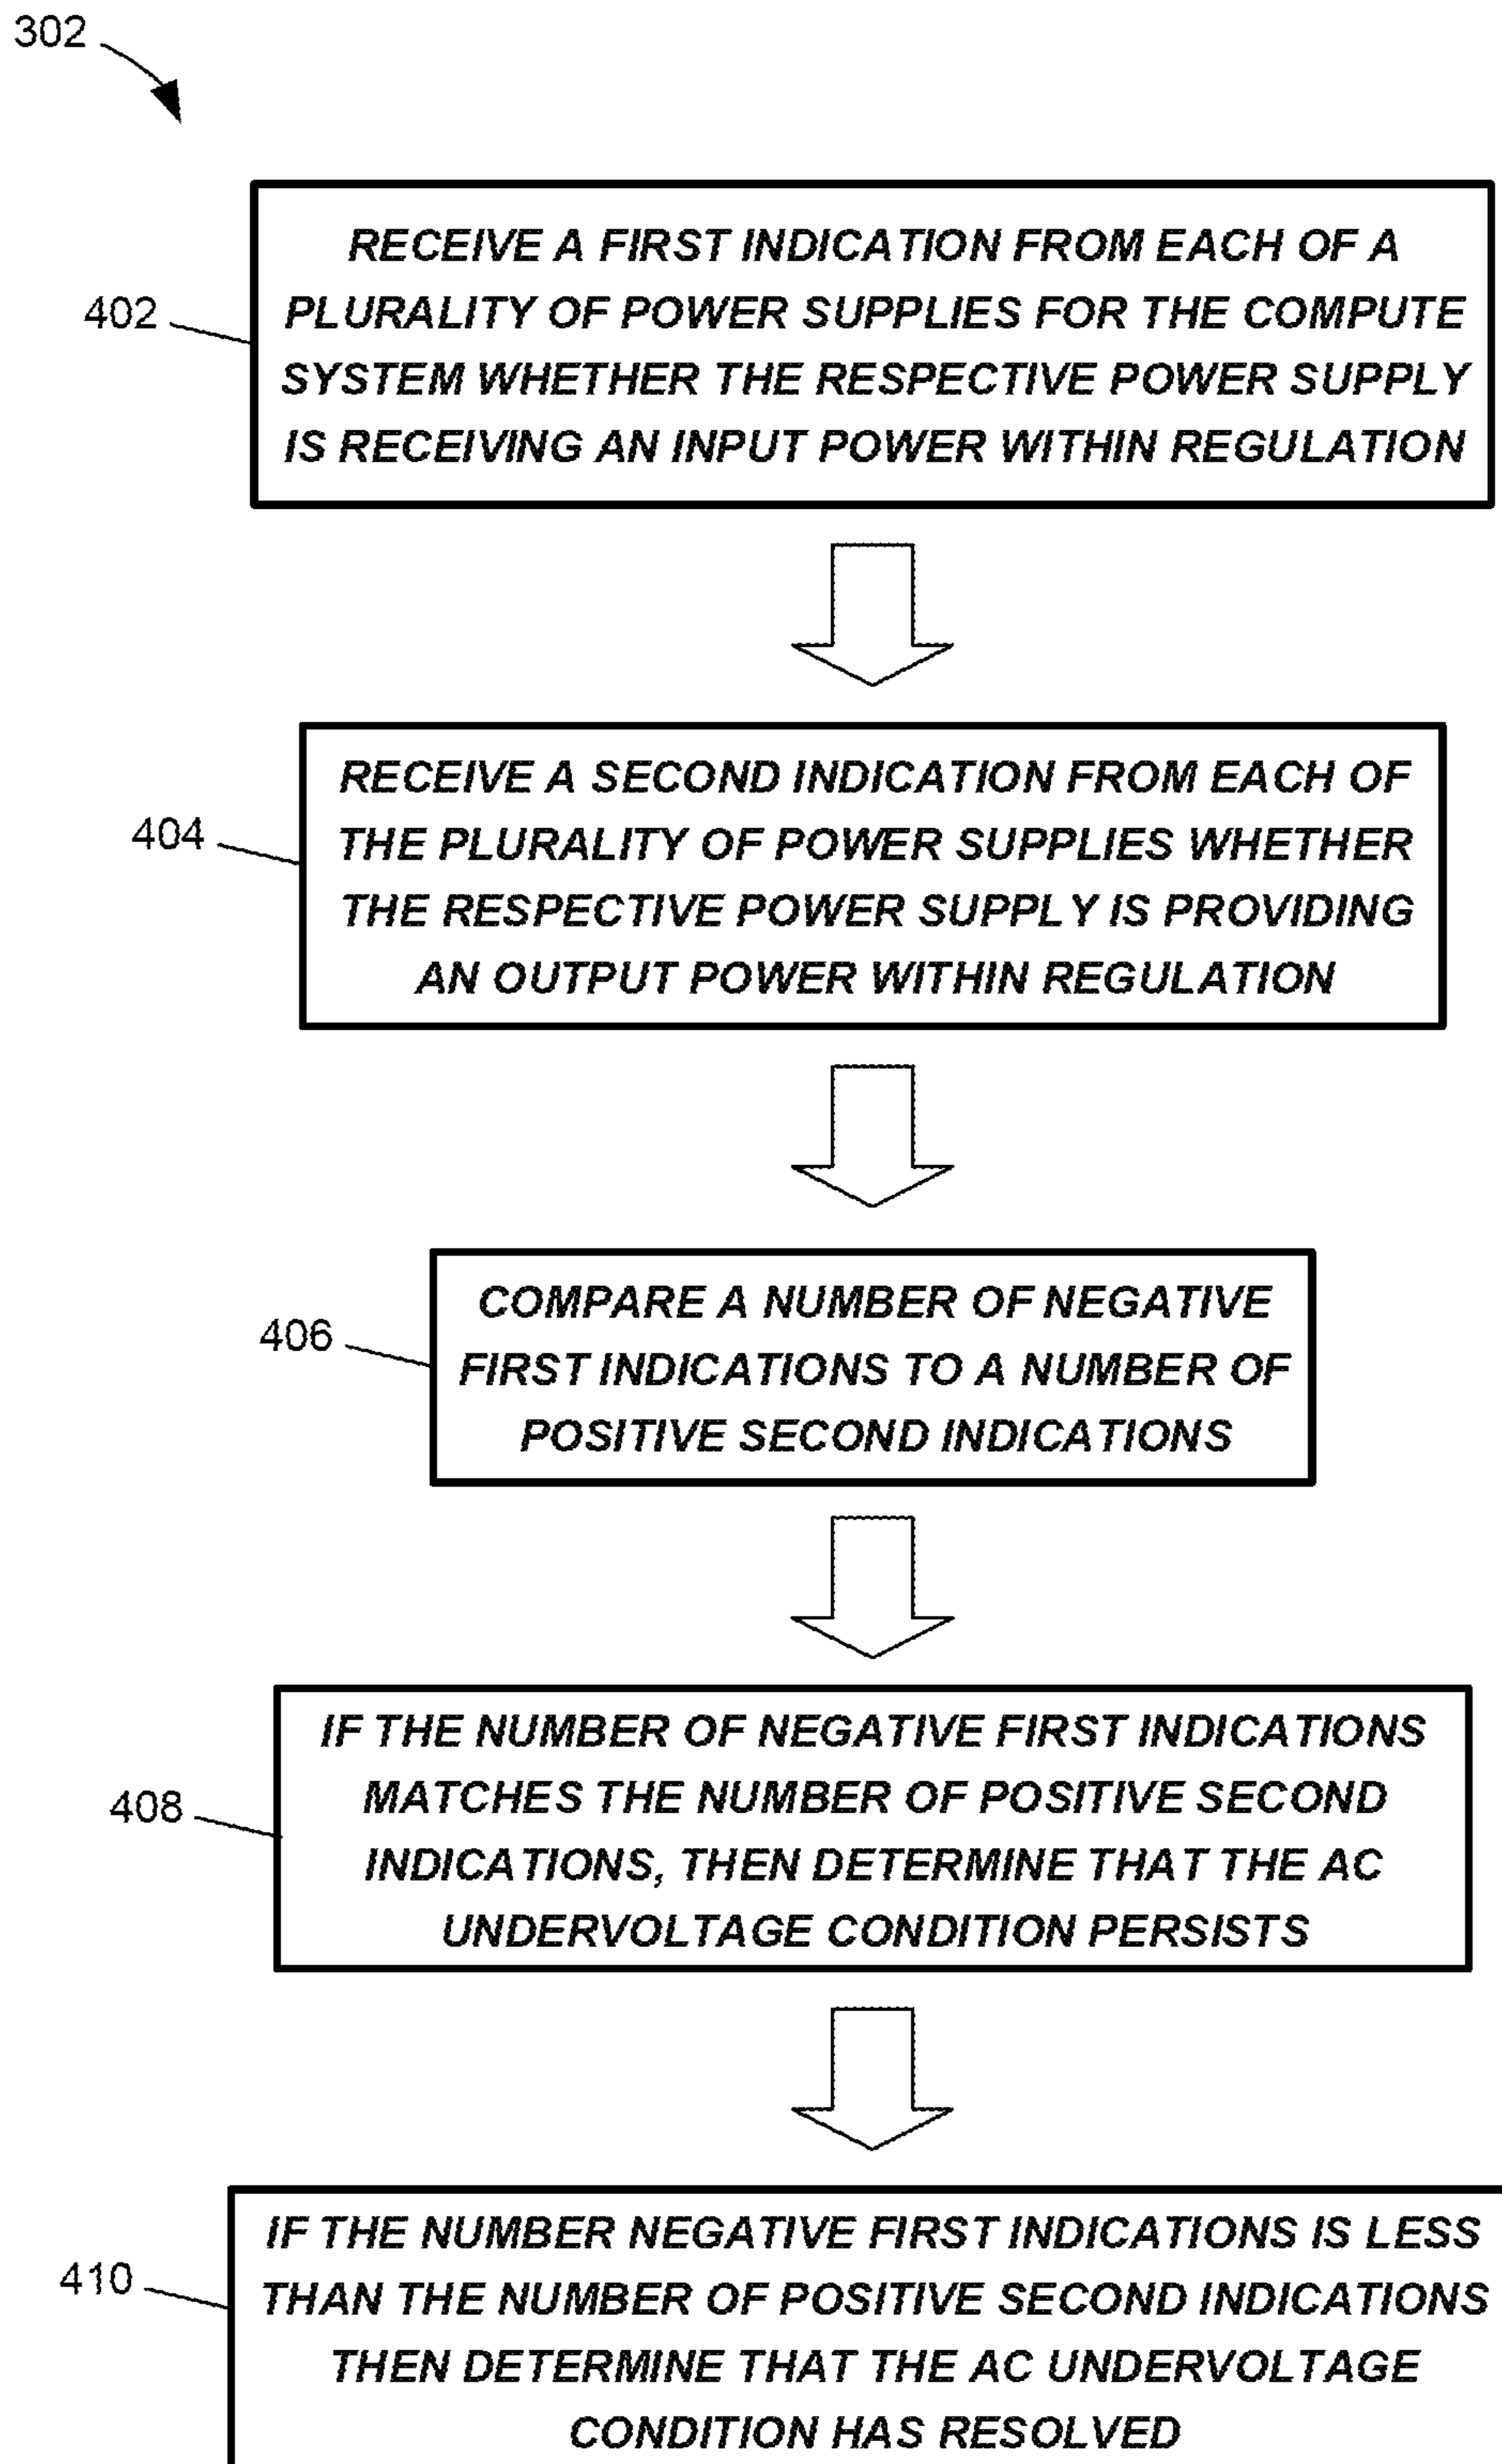 302
402
RECEIVE A FIRST INDICATION FROM EACH OF A
PLURALITY OF POWER SUPPLIES FOR THE COMPUTE
SYSTEM WHETHER THE RESPECTIVE POWER SUPPLY
IS RECEIVING AN INPUT POWER WITHIN REGULATION
404
RECEIVE A SECOND INDICATION FROM EACH OF
THE PLURALITY OF POWER SUPPLIES WHETHER
THE RESPECTIVE POWER SUPPLY IS PROVIDING
AN OUTPUT POWER WITHIN REGULATION
406
COMPARE A NUMBER OF NEGATIVE
FIRST INDICATIONS TO A NUMBER OF
POSITIVE SECOND INDICATIONS
408
IF THE NUMBER OF NEGATIVE FIRST INDICATIONS
MATCHES THE NUMBER OF POSITIVE SECOND
INDICATIONS, THEN DETERMINE THAT THE AC
UNDERVOLTAGE CONDITION PERSISTS
410
IF THE NUMBER NEGATIVE FIRST INDICATIONS IS LESS
THAN THE NUMBER OF POSITIVE SECOND INDICATIONS
THEN DETERMINE THAT THE AC UNDERVOLTAGE
CONDITION HAS RESOLVED